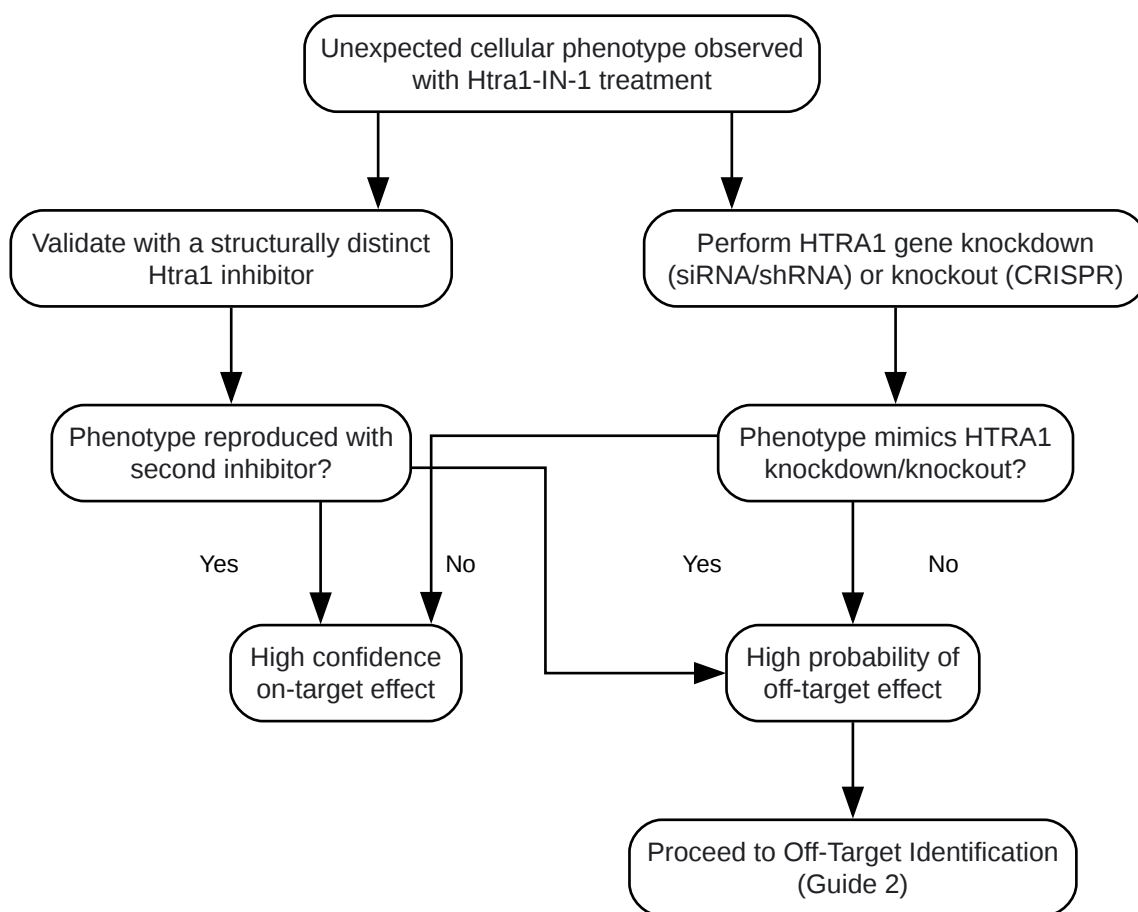 Unexpected cellular phenotype observed
with Htra1-IN-1 treatment
Validate with a structurally distinct
Htra1 inhibitor
Perform HTRA1 gene knockdown
(siRNA/shRNA) or knockout (CRISPR)
Phenotype reproduced with
second inhibitor?
Phenotype mimics HTRA1
knockdown/knockout?
Yes
No
Yes
No
High confidence
on-target effect
High probability of
off-target effect
Proceed to Off-Target Identification
(Guide 2)